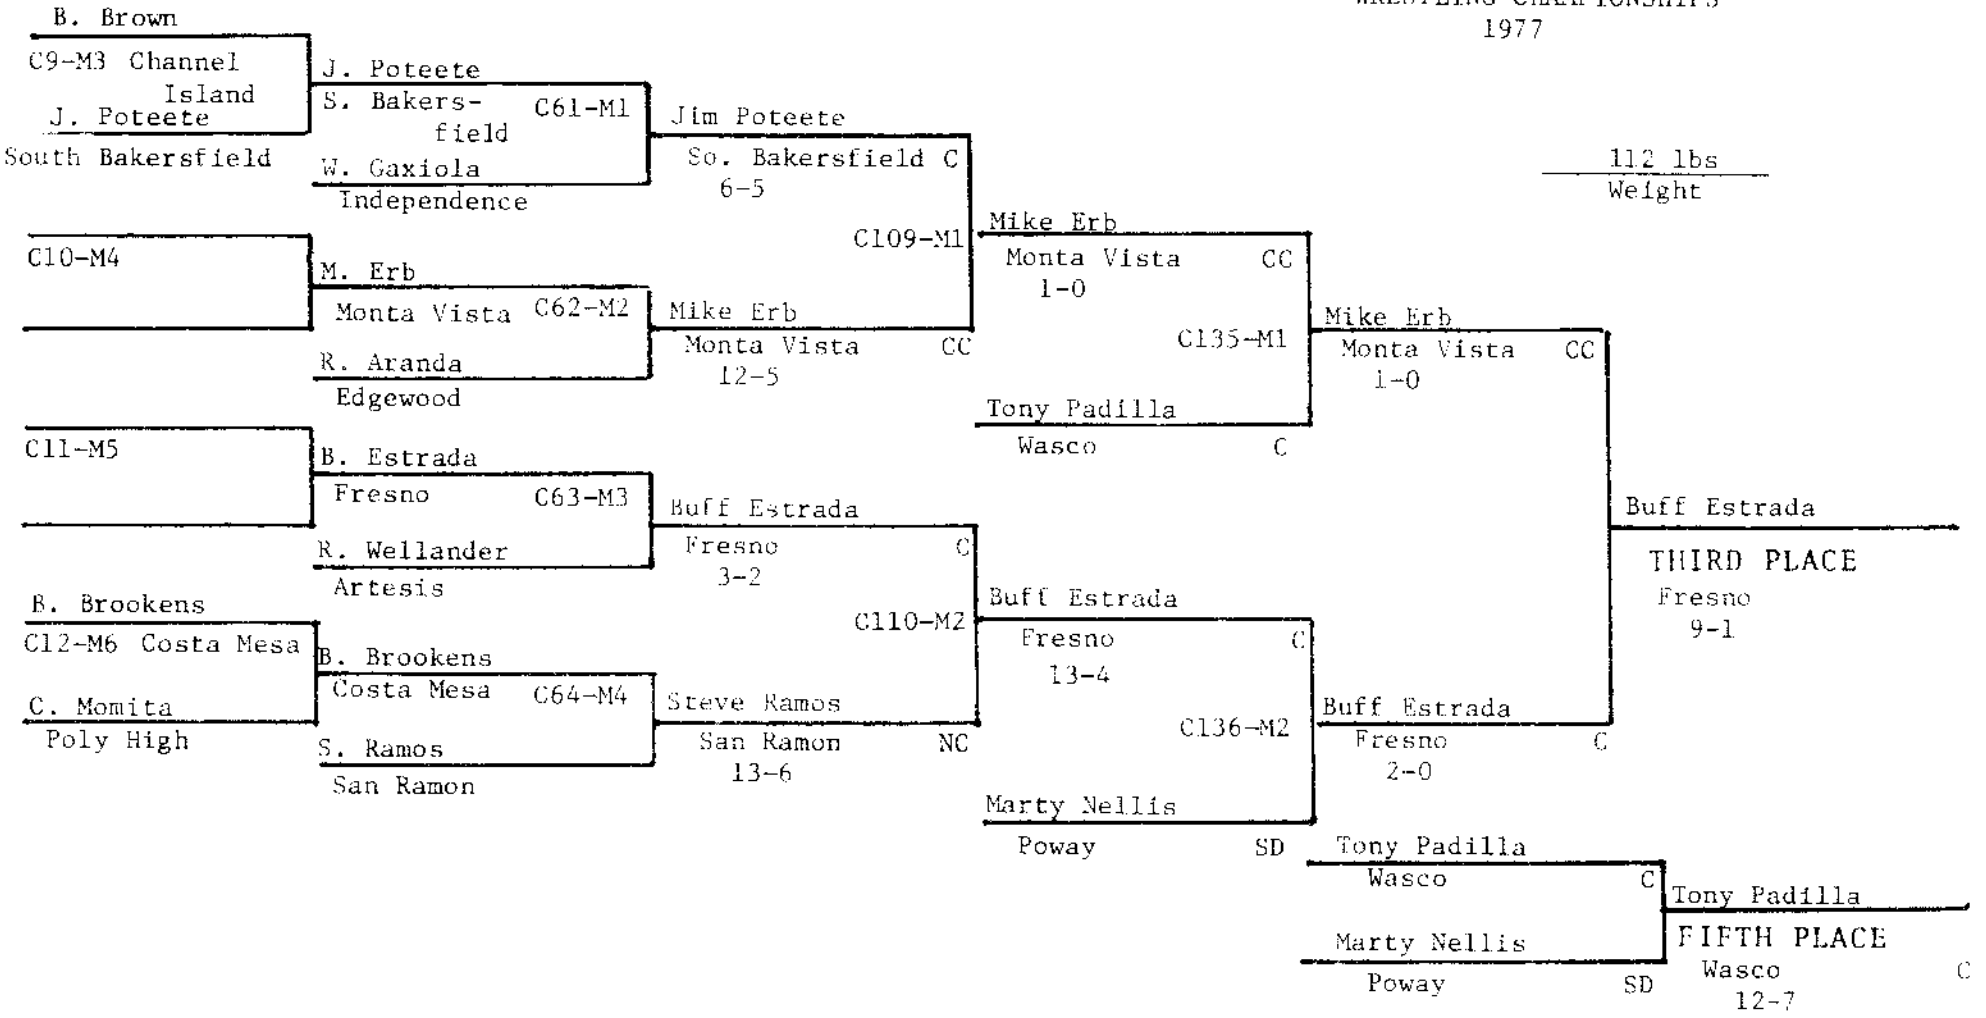 WRESTLING CHAMPIONSHIPS
1977
112 lbs
Weight
B. Brown
C9-M3 Channel
Island
J. Poteete
South Bakersfield
C10-M4
C11-M5
B. Brookens
C12-M6 Costa Mesa
C. Momita
Poly High
J. Poteete
S. Bakers-
field
C61-M1
W. Gaxiola
Independence
M. Erb
Monta Vista C62-M2
R. Aranda
Edgewood
B. Estrada
Fresno C63-M3
R. Wellander
Artesis
B. Brookens
Costa Mesa C64-M4
S. Ramos
San Ramon
Jim Poteete
So. Bakersfield C
6-5
C109-M1
Mike Erb
Monta Vista CC
12-5
Buff Estrada
Fresno C
3-2
C110-M2
Steve Ramos
San Ramon NC
13-6
Mike Erb
Monta Vista CC
1-0
C135-M1
Tony Padilla
Wasco C
Buff Estrada
Fresno C
13-4
C136-M2
Marty Nellis
Poway SD
Mike Erb
Monta Vista CC
1-0
Buff Estrada
Fresno C
2-0
Buff Estrada
THIRD PLACE
Fresno
9-1
Tony Padilla
Wasco C
Marty Nellis
Poway SD
Tony Padilla
FIFTH PLACE
Wasco C
12-7